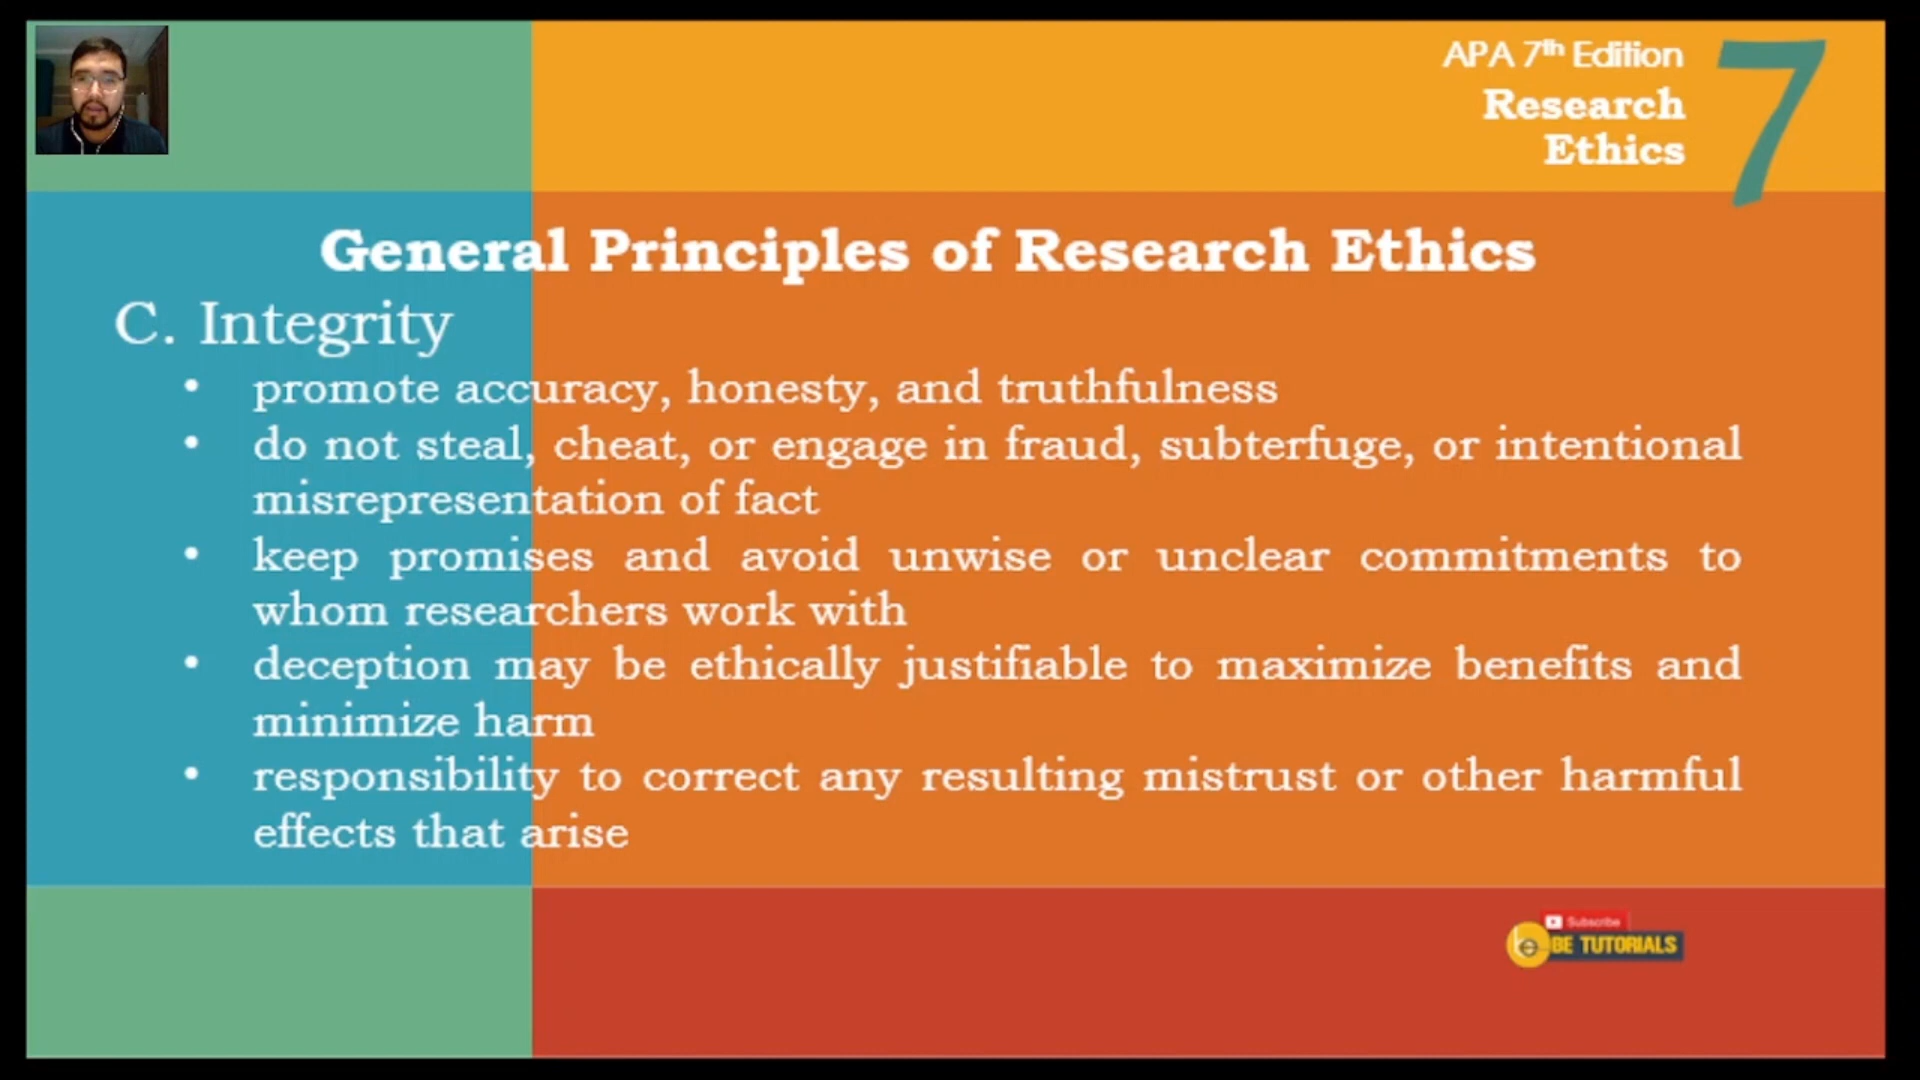 APA 7th Edition
Research
Ethics
7
General Principles of Research Ethics
C. Integrity
• promote accuracy, honesty, and truthfulness
• do not steal, cheat, or engage in fraud, subterfuge, or intentional
misrepresentation of fact
• keep promises and avoid unwise or unclear commitments to
whom researchers work with
• deception may be ethically justifiable to maximize benefits and
minimize harm
• responsibility to correct any resulting mistrust or other harmful
effects that arise
Subscribe
BE TUTORIALS